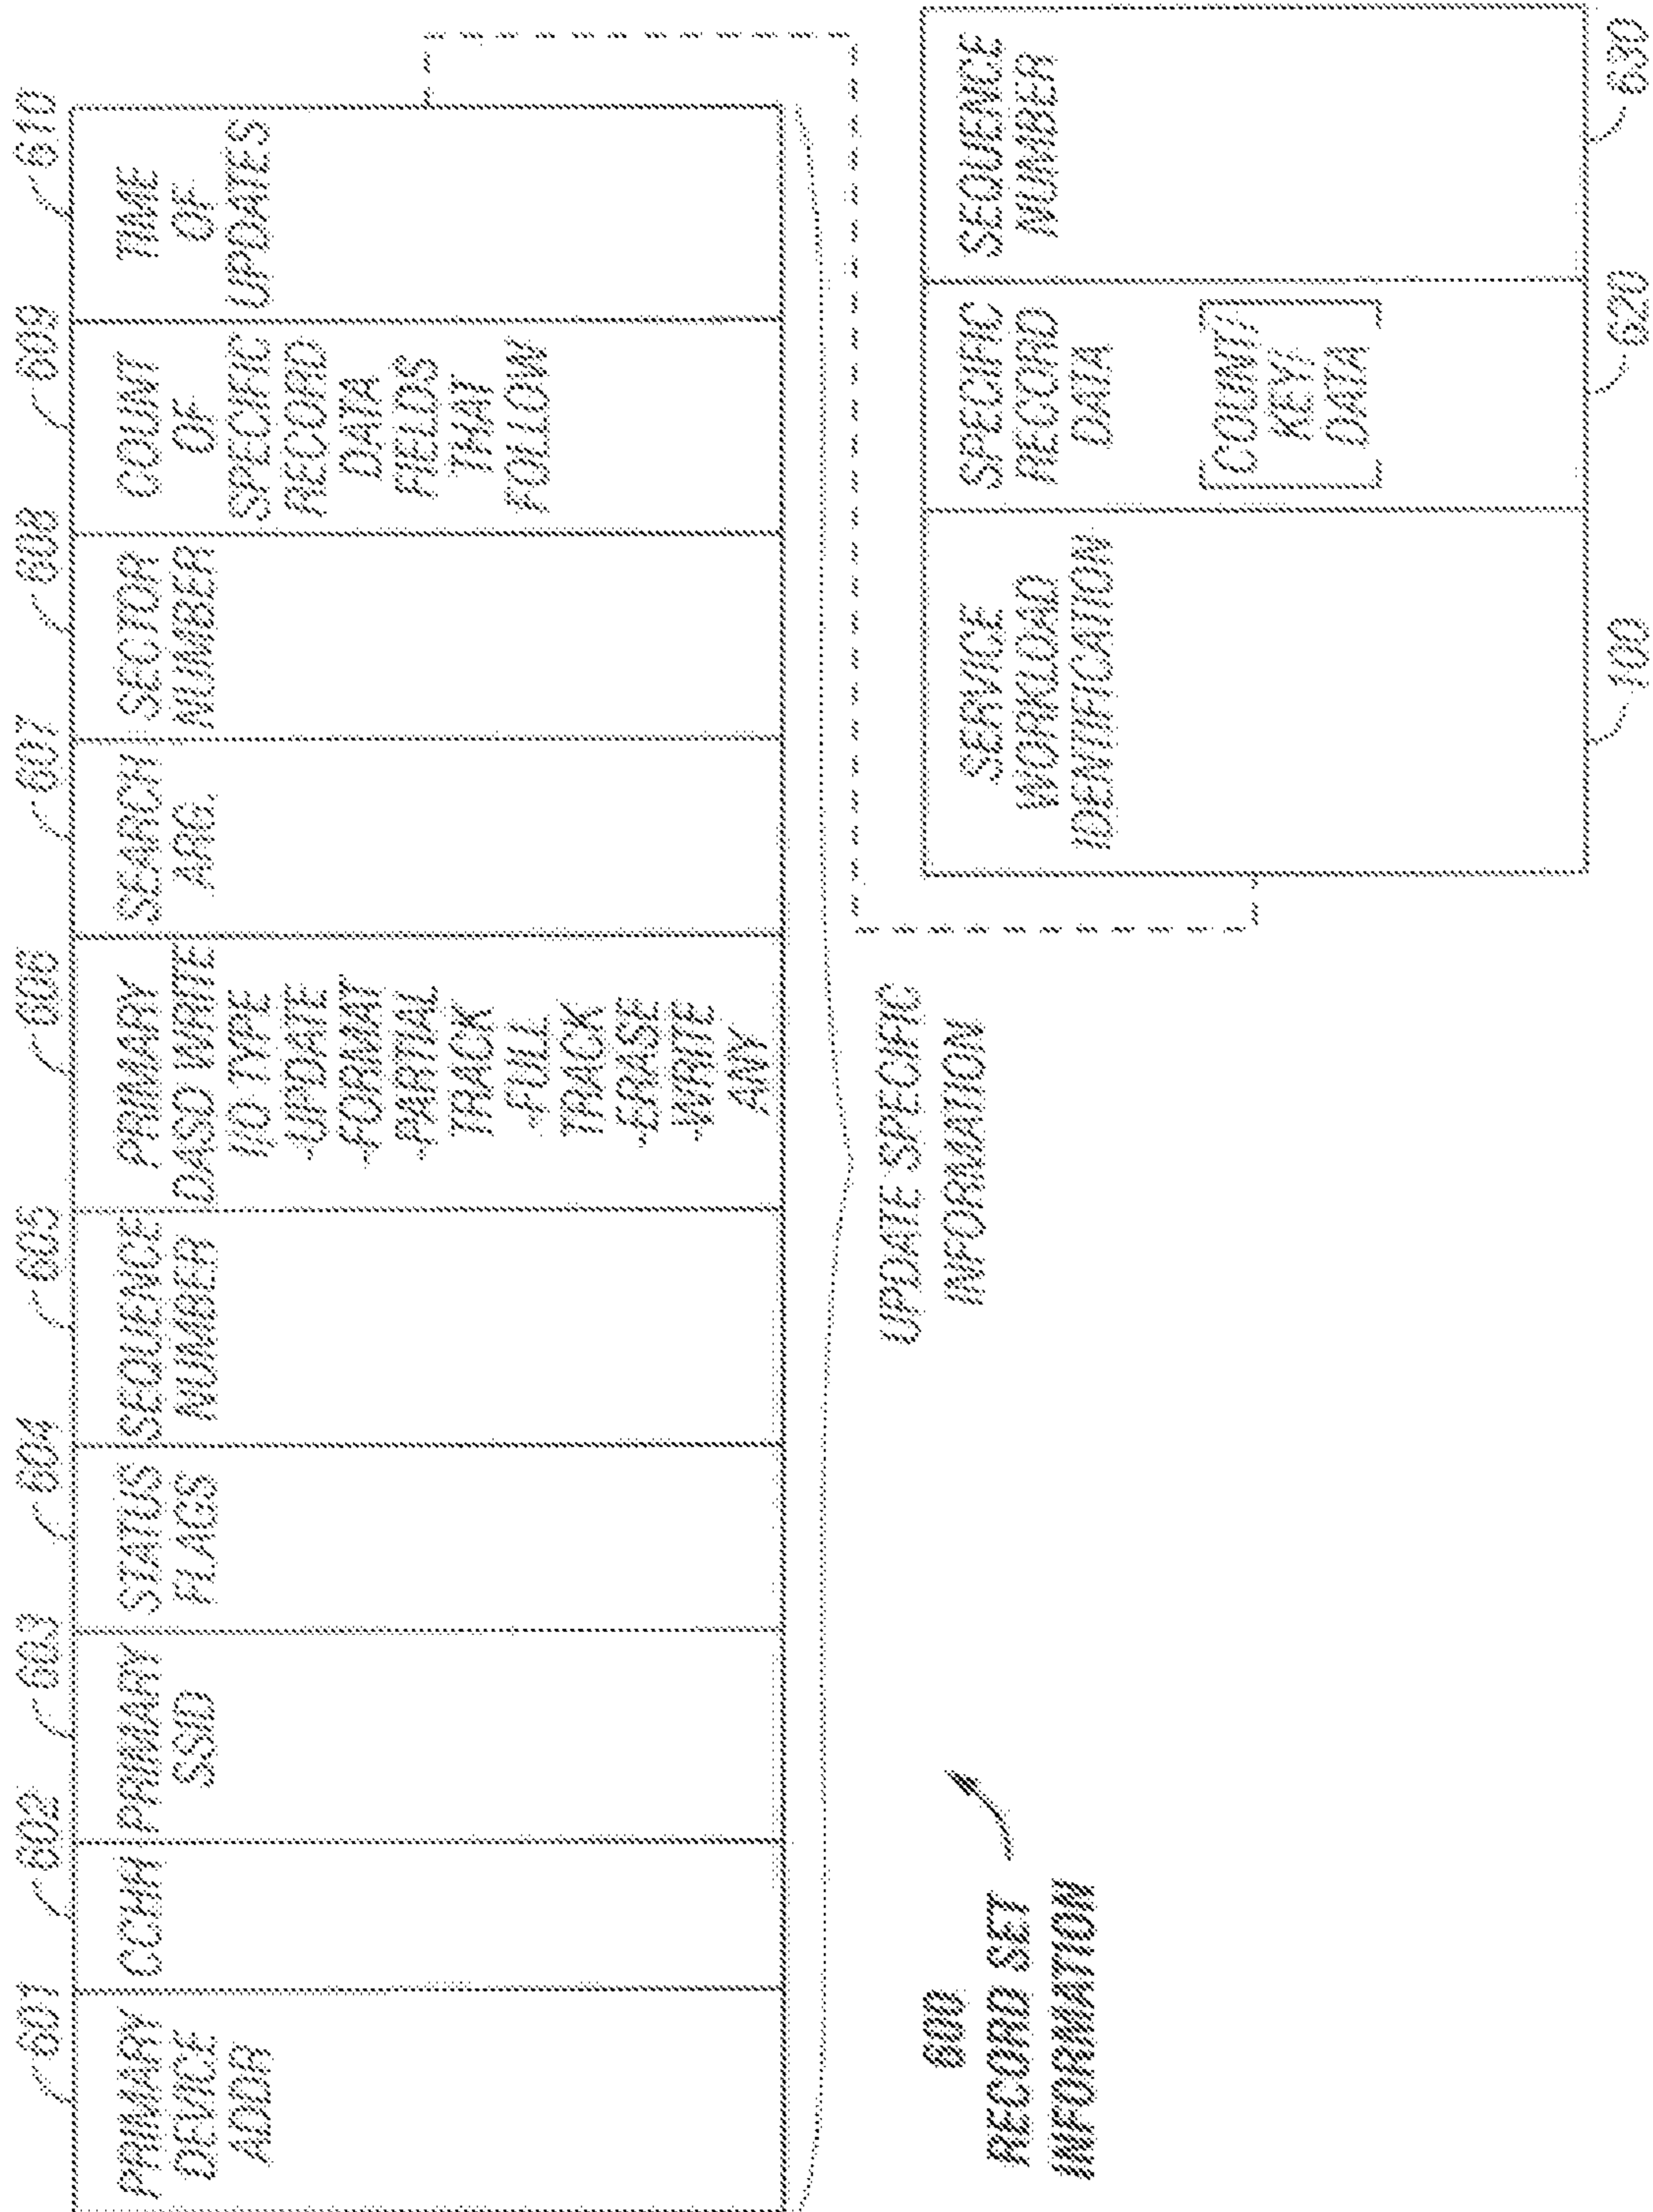 601
602
603
604
605
606
607
608
609
610
PRIMARY
DEVICE
ADDR
CCHH
PRIMARY
SSID
STATUS
FLAGS
SEQUENCE
NUMBER
PRIMARY
DASD WRITE
I/O TYPE
-UPDATE
-FORMAT
-PARTIAL
TRACK
-FULL
TRACK
-ERASE
-WRITE
ANY
SEARCH
ARG.
SECTOR
NUMBER
COUNT
OF
SPECIFIC
RECORD
DATA
FIELDS
THAT
FOLLOW
TIME
OF
UPDATES
UPDATE SPECIFIC
INFORMATION
600
RECORD SET
INFORMATION
SERVICE
WORKLOAD
IDENTIFICATION
SPECIFIC
RECORD
DATA
COUNT/
KEY/
DATA
SEQUENCE
NUMBER
100
620
630